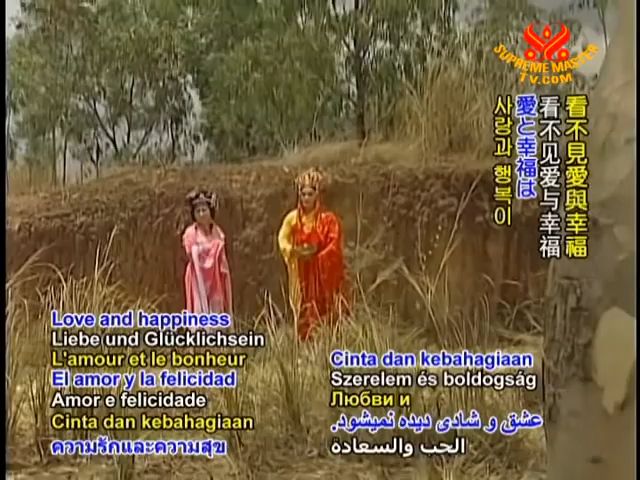 SUPREME MASTER
TV.COM
看不見愛與幸福
看不见爱与幸福
愛と幸福は
사랑과 행복이
Love and happiness
Liebe und Glücklichsein
L'amour et le bonheur
El amor y la felicidad
Amor e felicidade
Cinta dan kebahagiaan
ความรักและความสุข
Cinta dan kebahagiaan
Szerelem és boldogság
Любви и
عشق و شادی دیده نمیشود.
الحب والسعادة